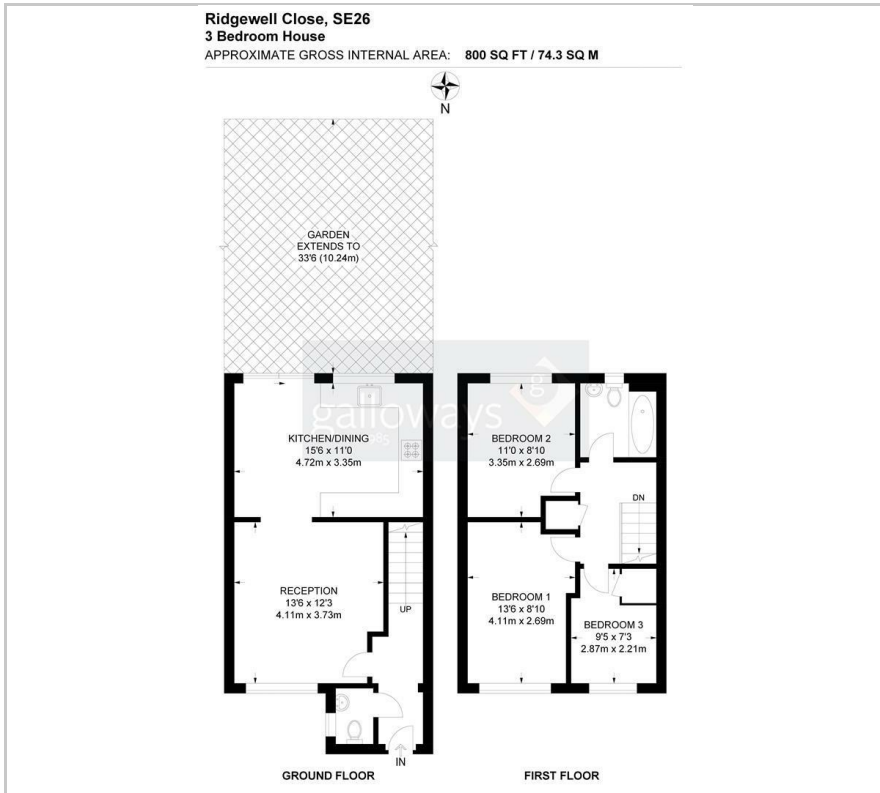 Ridgewell Close, SE26
3 Bedroom House
APPROXIMATE GROSS INTERNAL AREA: 800 SQ FT / 74.3 SQ M
N
GARDEN
EXTENDS TO
33'6 (10.24m)
galloways
g
KITCHEN/DINING
15'6 x 11'0
4.72m x 3.35m
BEDROOM 2
11'0 x 8'10
3.35m x 2.69m
DN
RECEPTION
13'6 x 12'3
4.11m x 3.73m
UP
BEDROOM 1
13'6 x 8'10
4.11m x 2.69m
BEDROOM 3
9'5 x 7'3
2.87m x 2.21m
IN
GROUND FLOOR
FIRST FLOOR